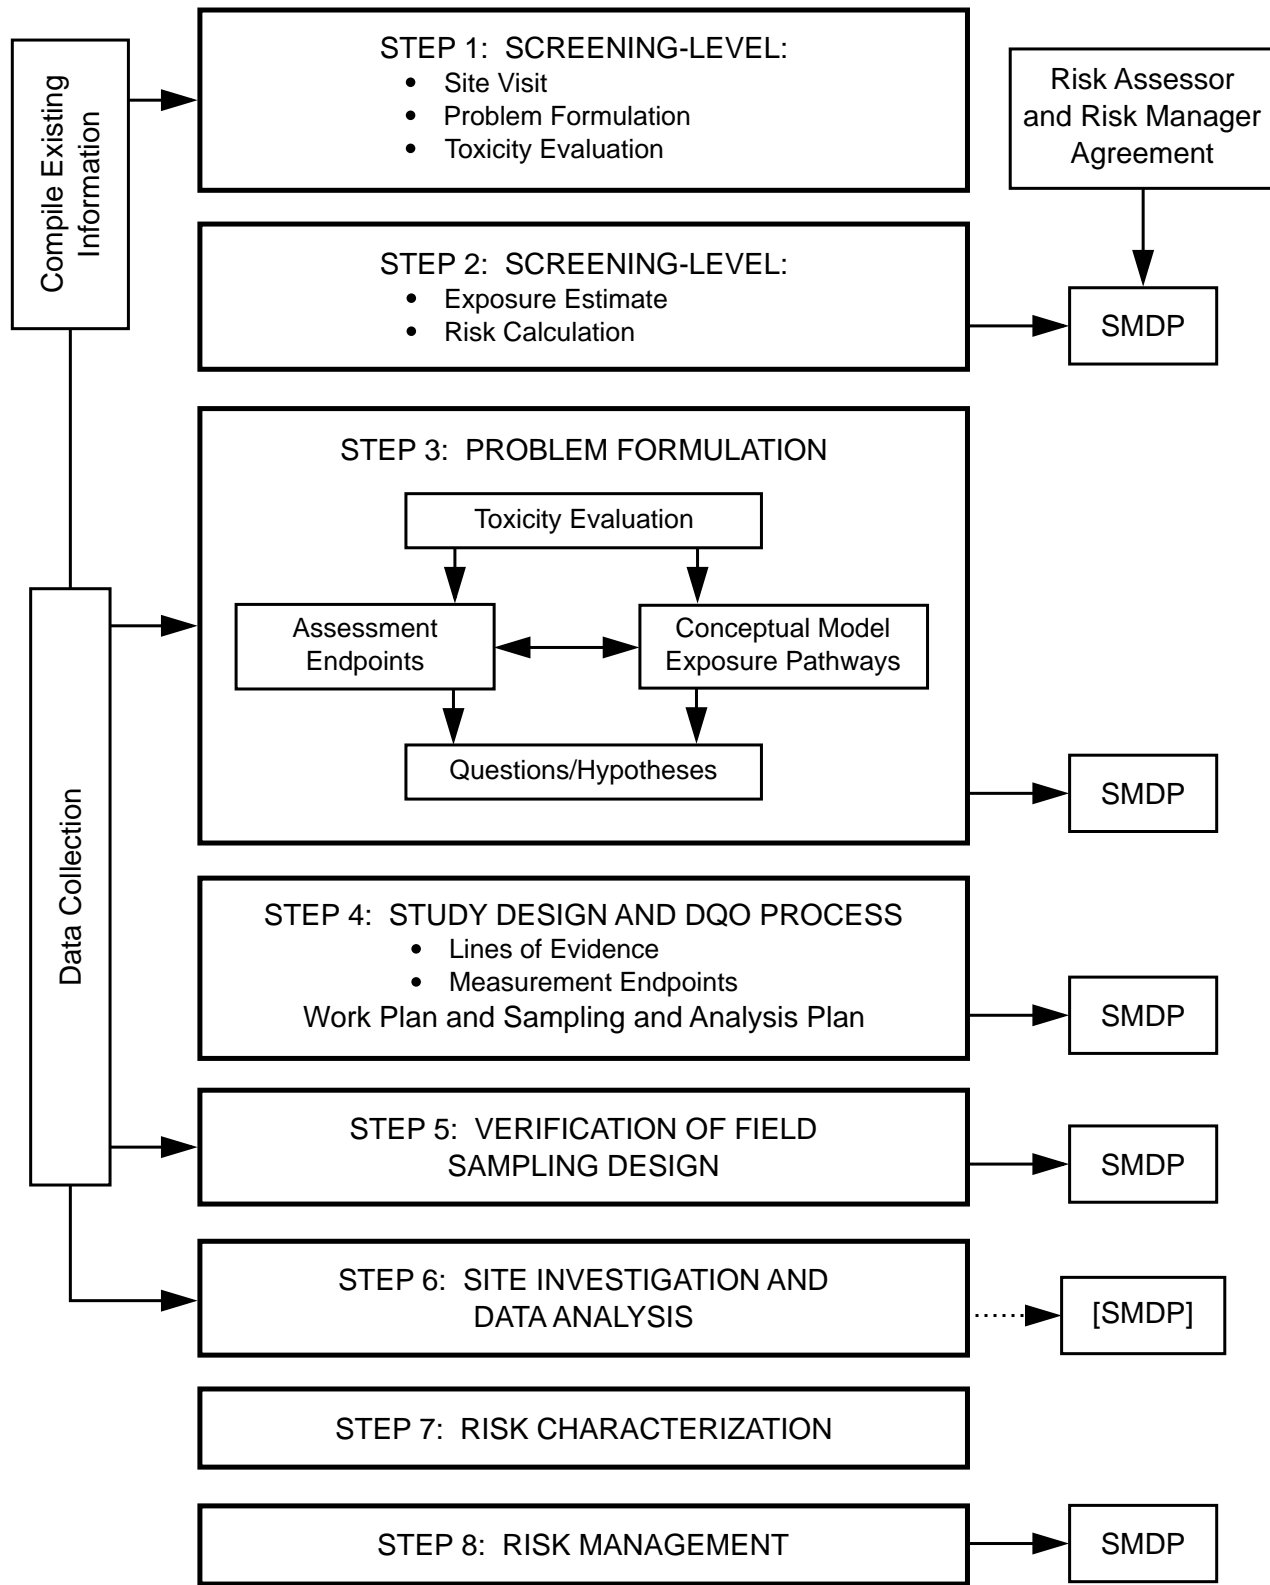 Compile Existing
Information
STEP 1: SCREENING-LEVEL:
• Site Visit
• Problem Formulation
• Toxicity Evaluation
Risk Assessor
and Risk Manager
Agreement
STEP 2: SCREENING-LEVEL:
• Exposure Estimate
• Risk Calculation
SMDP
Data Collection
STEP 3: PROBLEM FORMULATION
Toxicity Evaluation
Assessment
Endpoints
Conceptual Model
Exposure Pathways
Questions/Hypotheses
SMDP
STEP 4: STUDY DESIGN AND DQO PROCESS
• Lines of Evidence
• Measurement Endpoints
Work Plan and Sampling and Analysis Plan
SMDP
STEP 5: VERIFICATION OF FIELD
SAMPLING DESIGN
SMDP
STEP 6: SITE INVESTIGATION AND
DATA ANALYSIS
[SMDP]
STEP 7: RISK CHARACTERIZATION
STEP 8: RISK MANAGEMENT
SMDP